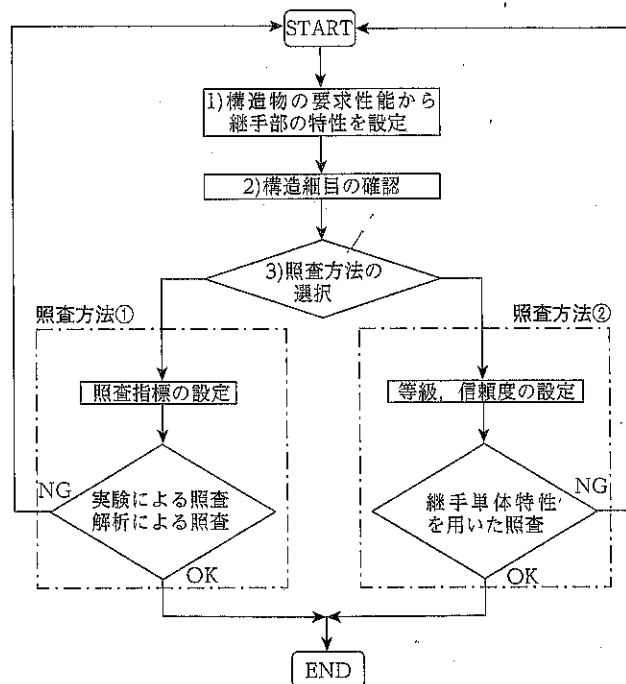 START
1)構造物の要求性能から
継手部の特性を設定
2)構造細目の確認
3)照査方法の
選択
照査方法①
照査指標の設定
NG
実験による照査
解析による照査
OK
照査方法②
等級，信頼度の設定
継手単体特性
を用いた照査
NG
OK
END